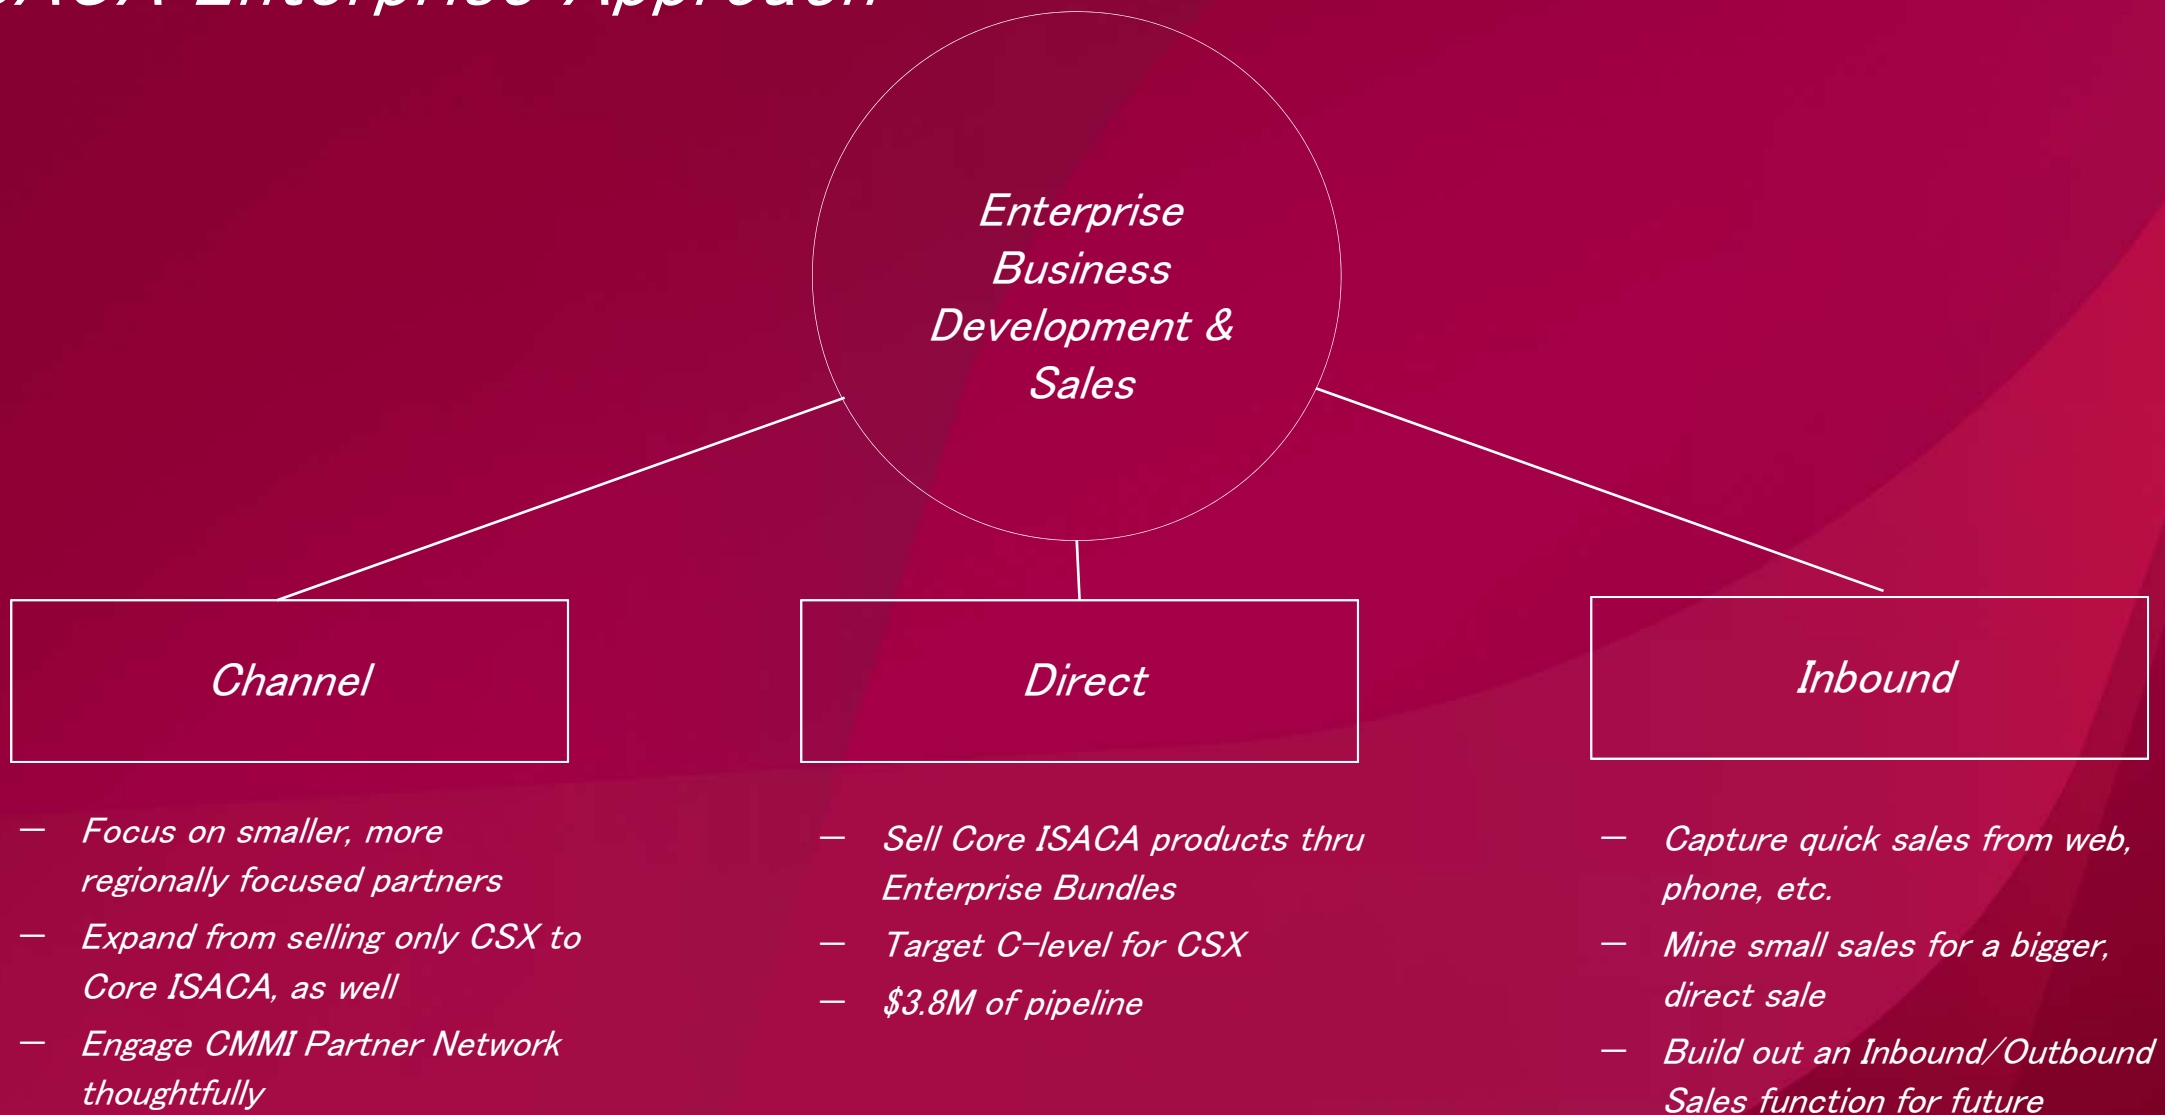 ISACA Enterprise Approach
Enterprise
Business
Development &
Sales
Channel
Direct
Inbound
— Focus on smaller, more
regionally focused partners
— Expand from selling only CSX to
Core ISACA, as well
— Engage CMMI Partner Network
thoughtfully
— Sell Core ISACA products thru
Enterprise Bundles
— Target C-level for CSX
— $3.8M of pipeline
— Capture quick sales from web,
phone, etc.
— Mine small sales for a bigger,
direct sale
— Build out an Inbound/Outbound
Sales function for future